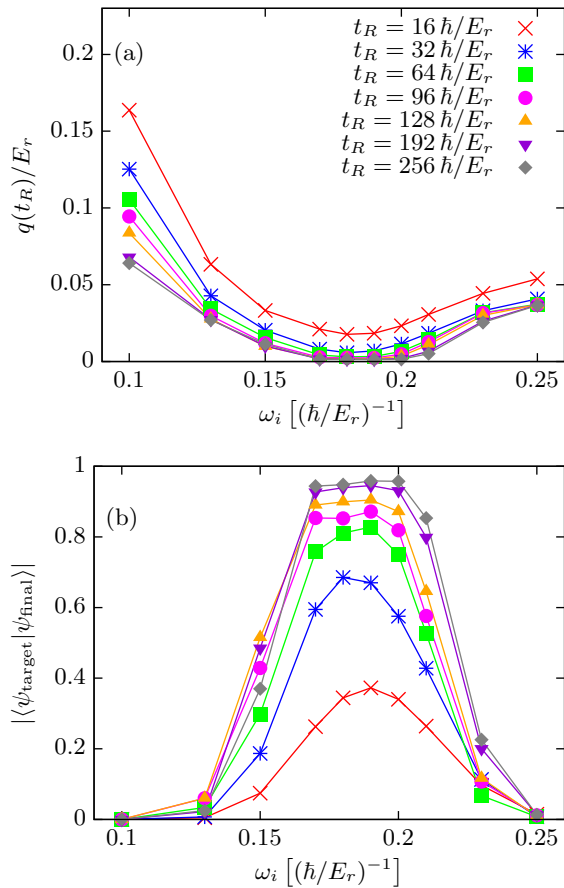 0.2
(a)
t_R = 16 ℏ/E_r
t_R = 32 ℏ/E_r
t_R = 64 ℏ/E_r
t_R = 96 ℏ/E_r
t_R = 128 ℏ/E_r
t_R = 192 ℏ/E_r
t_R = 256 ℏ/E_r
0.15
q(t_R)/E_r
0.1
0.05
0
0.1 0.15 0.2 0.25
ω_i [(ℏ/E_r)^{-1}]
1
(b)
0.8
0.6
|⟨ψ_target|ψ_final⟩|
0.4
0.2
0
0.1 0.15 0.2 0.25
ω_i [(ℏ/E_r)^{-1}]